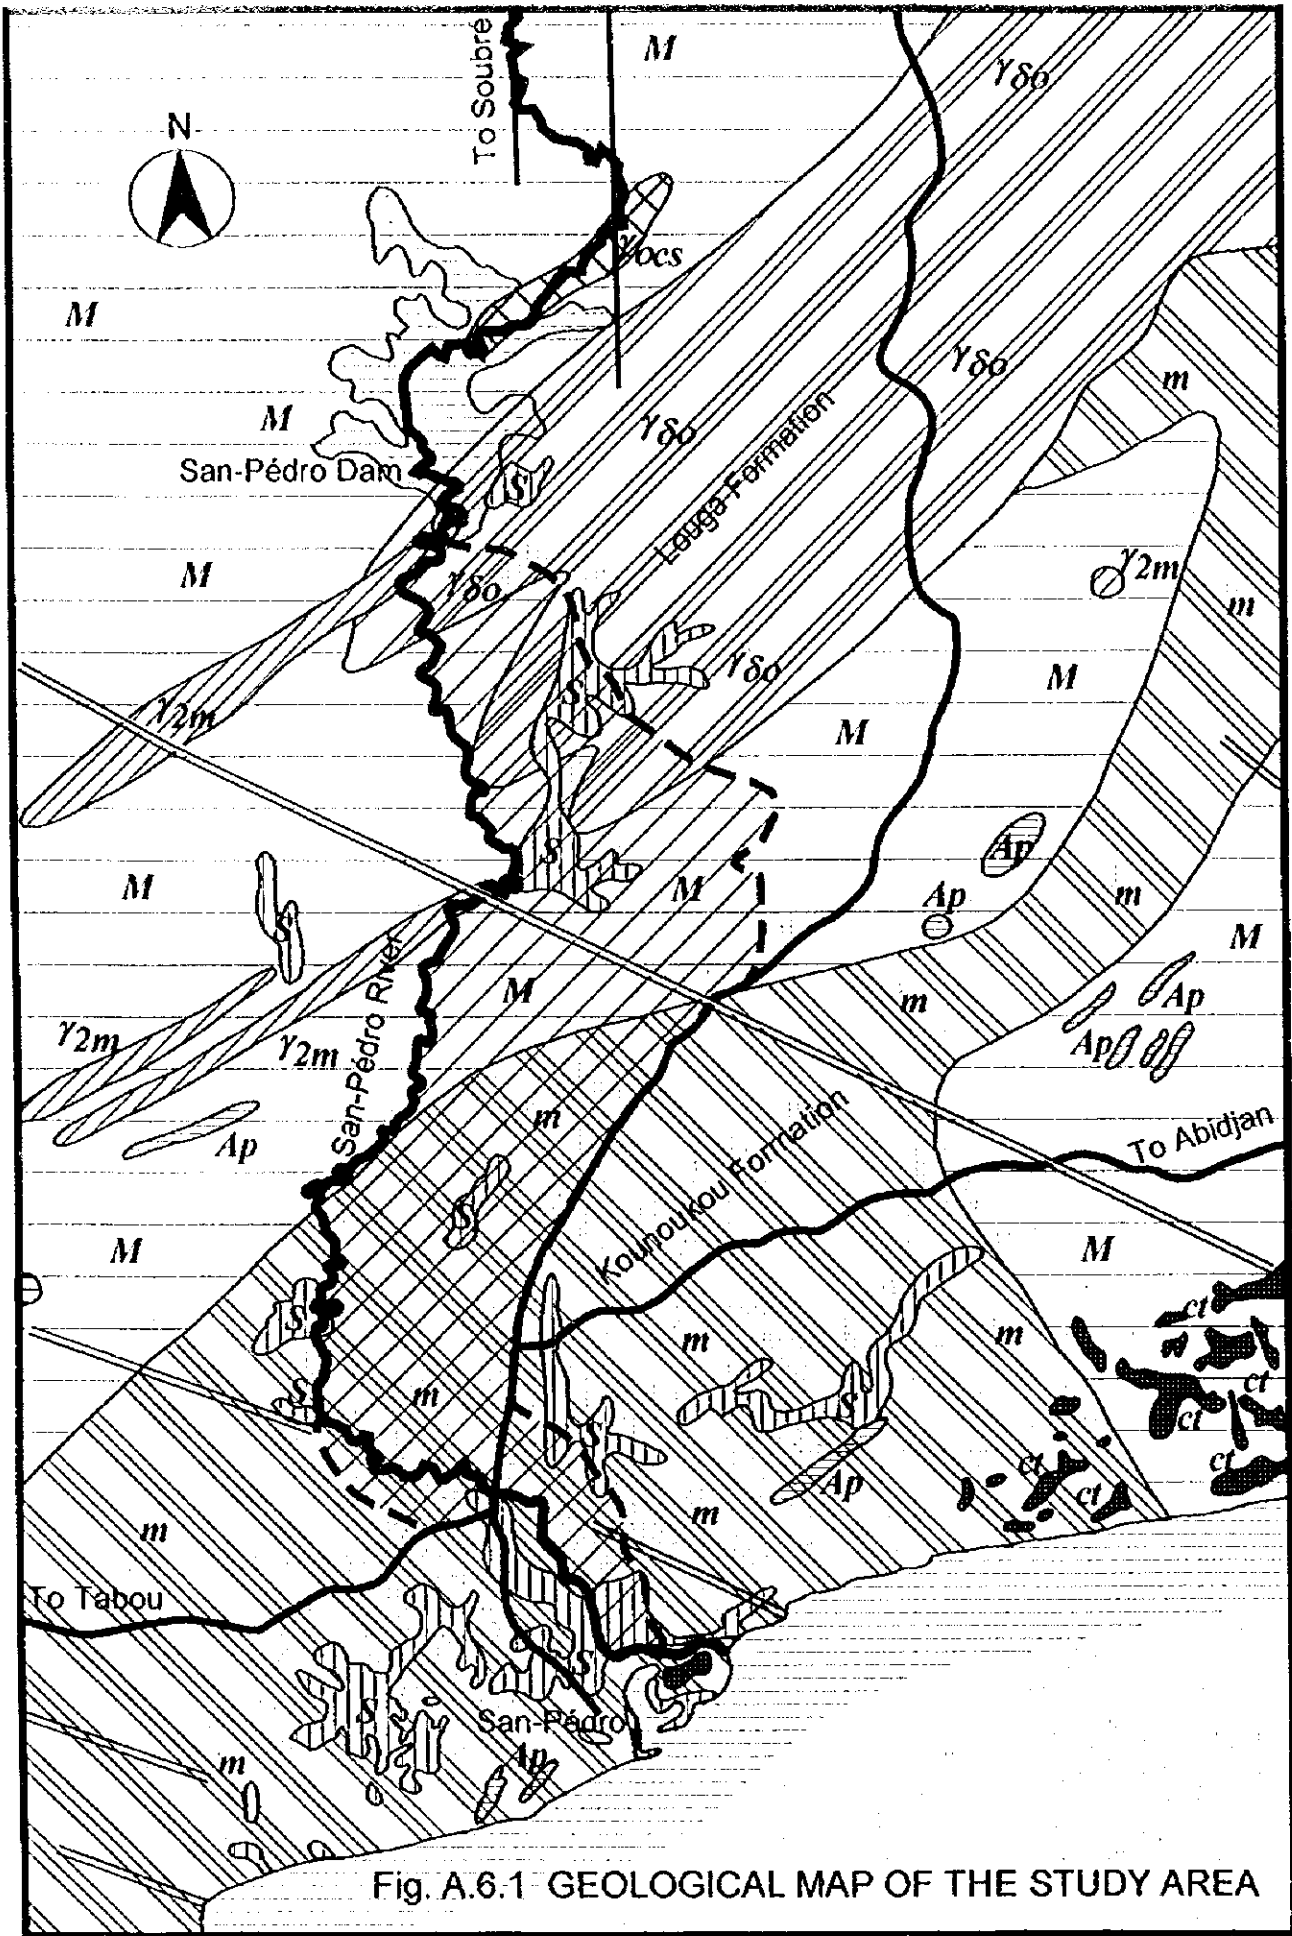 To Soubré
M
γδo
N
γocs
M
γδo
m
M
γδo
Louga Formation
San-Pédro Dam
S
M
γδo
γ2m
m
S
γδo
M
γ2m
M
S
Ap
M
M
Ap
m
S
M
San-Pédro River
M
m
Ap
γ2m
γ2m
Ap
m
Ap
Kounoukou Formation
To Abidjan
S
M
M
ct
S
m
m
ct
S
m
S
ct
S
ct
ct
Ap
ct
m
m
To Tabou
S
S
San-Pédro
m
Ap
Fig. A.6.1 GEOLOGICAL MAP OF THE STUDY AREA